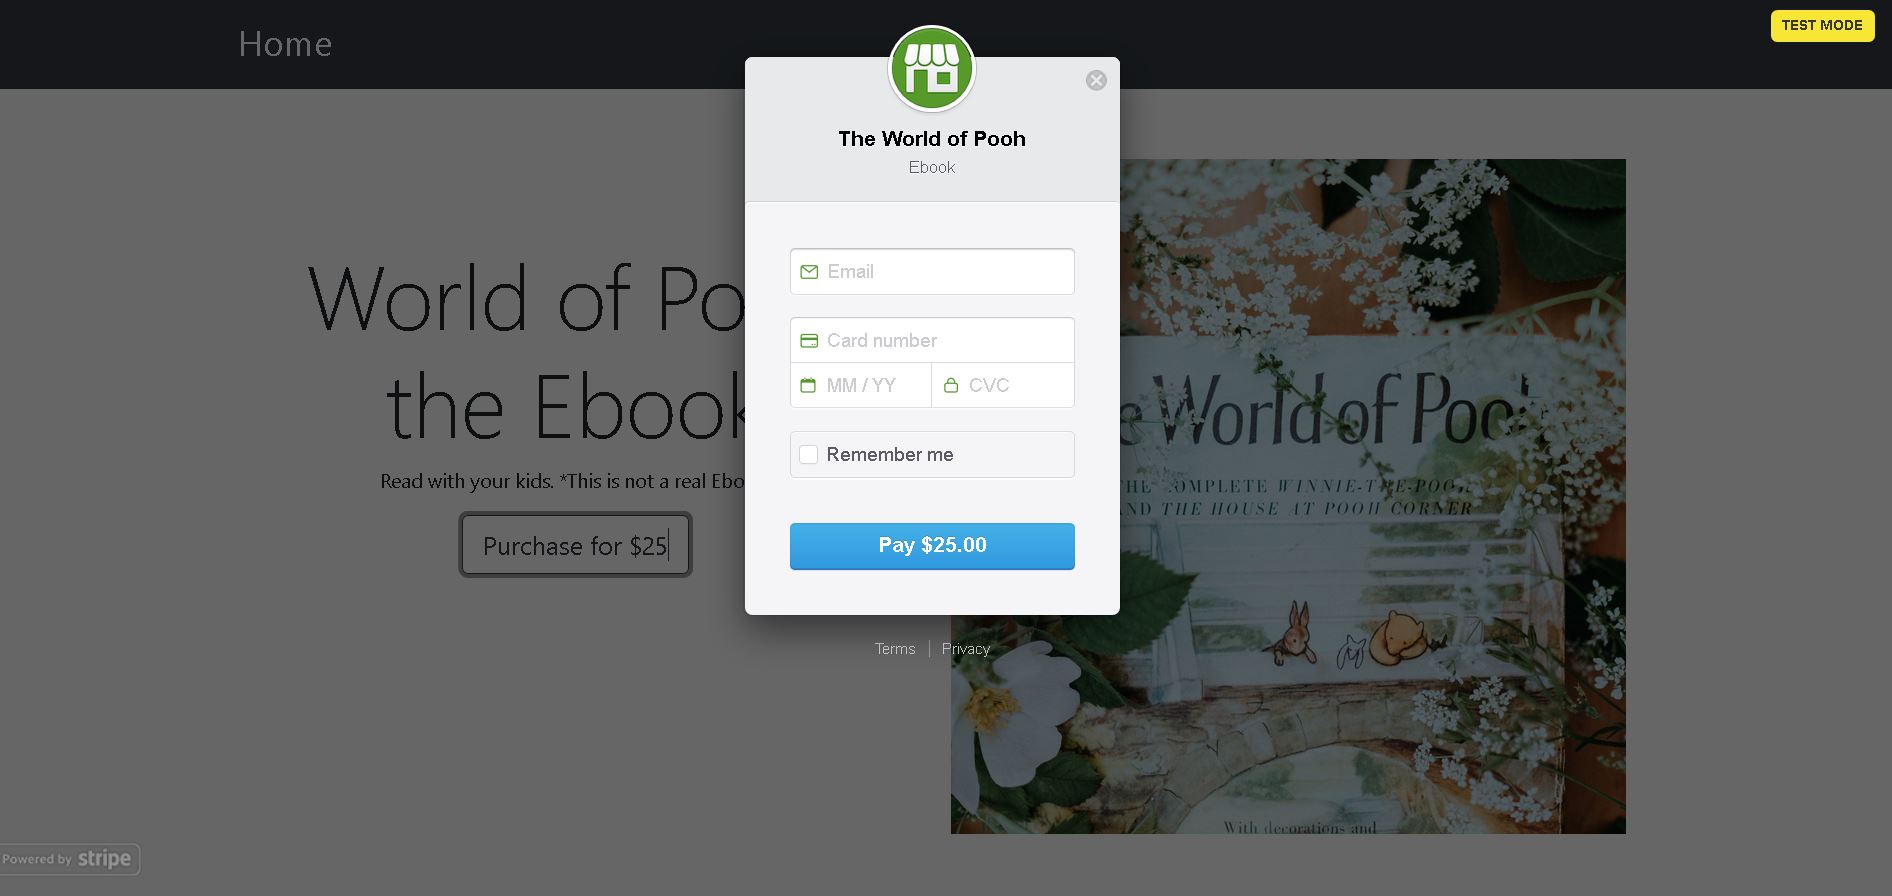 Home
TEST MODE
The World of Pooh
Ebook
Email
Card number
MM / YY
CVC
Remember me
Pay $25.00
Terms
Privacy
World of Po
the Ebook
Read with your kids. *This is not a real Ebo
Purchase for $25
e World of Pooh
THE COMPLETE WINNIE-THE-POOH
AND THE HOUSE AT POOH CORNER
With decorations and
Powered by stripe